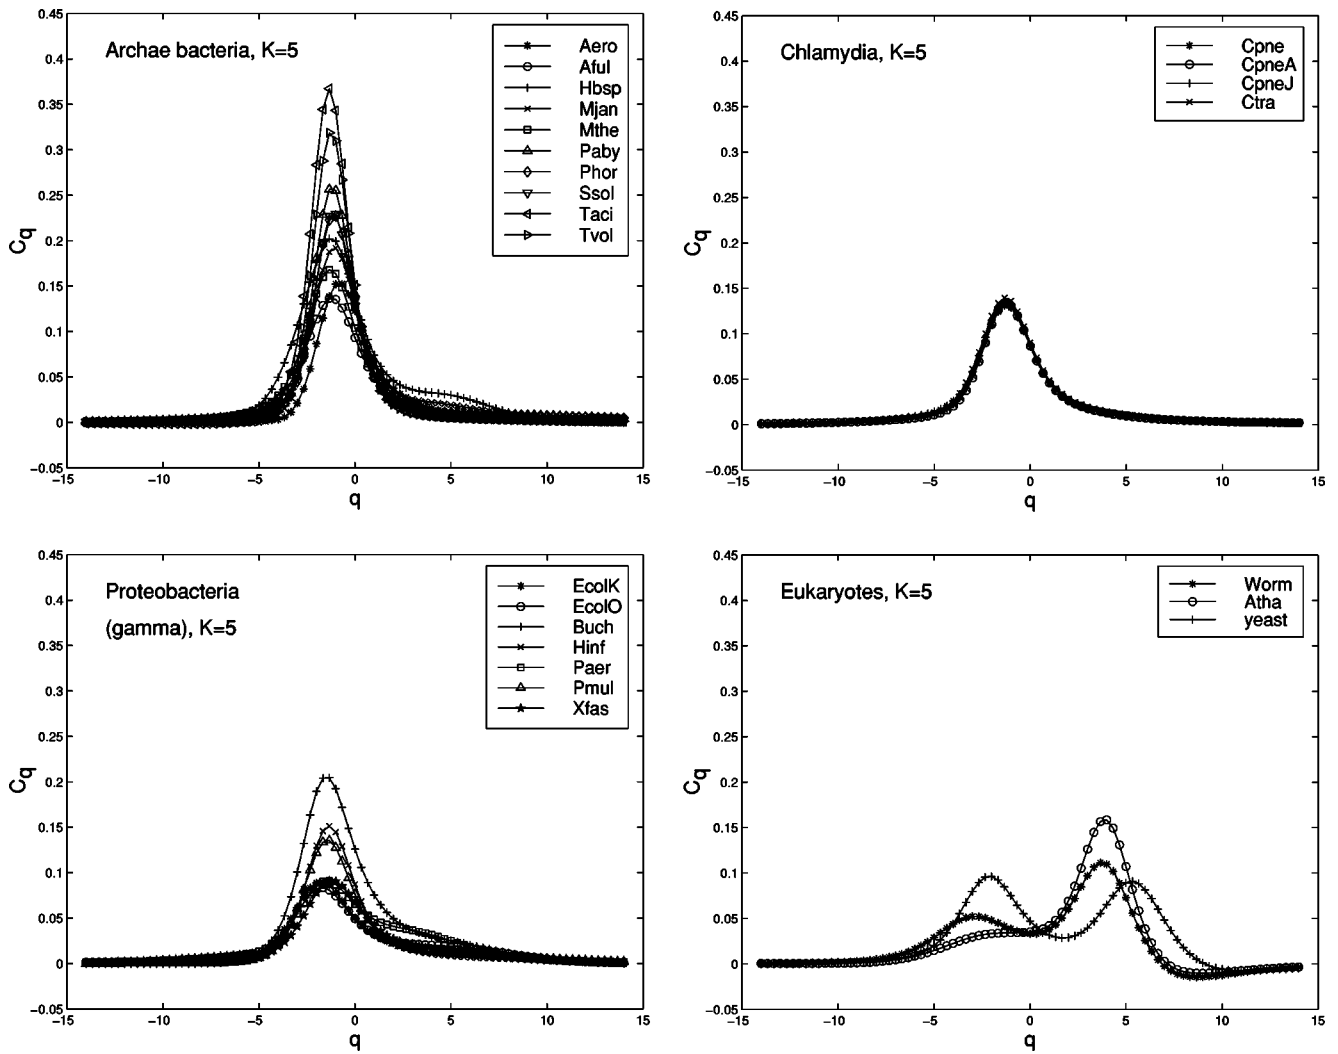 Archae bacteria, K=5
Aero
Aful
Hbsp
Mjan
Mthe
Paby
Phor
Ssol
Taci
Tvol
0.45
0.4
0.35
0.3
0.25
0.2
0.15
0.1
0.05
0
−0.05
−15
−10
−5
0
5
10
15
Cq
q
Chlamydia, K=5
Cpne
CpneA
CpneJ
Ctra
0.45
0.4
0.35
0.3
0.25
0.2
0.15
0.1
0.05
0
−0.05
−15
−10
−5
0
5
10
15
Cq
q
Proteobacteria
(gamma), K=5
EcolK
EcolO
Buch
Hinf
Paer
Pmul
Xfas
0.45
0.4
0.35
0.3
0.25
0.2
0.15
0.1
0.05
0
−0.05
−15
−10
−5
0
5
10
15
Cq
q
Eukaryotes, K=5
Worm
Atha
yeast
0.45
0.4
0.35
0.3
0.25
0.2
0.15
0.1
0.05
0
−0.05
−15
−10
−5
0
5
10
15
Cq
q